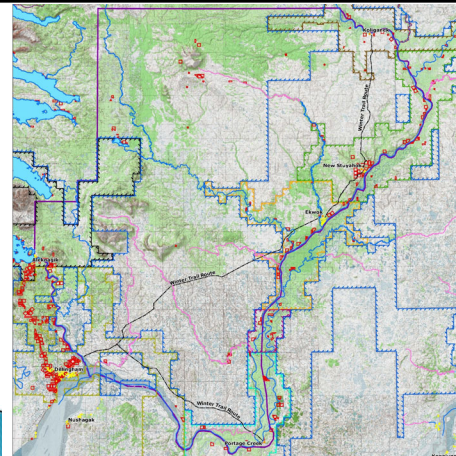 Koliganek
Winter Trail Route
New Stuyahok
Ekwok
Aleknagik
Winter Trail Route
Dillingham
Winter Trail Route
Nushagak
Portage Creek